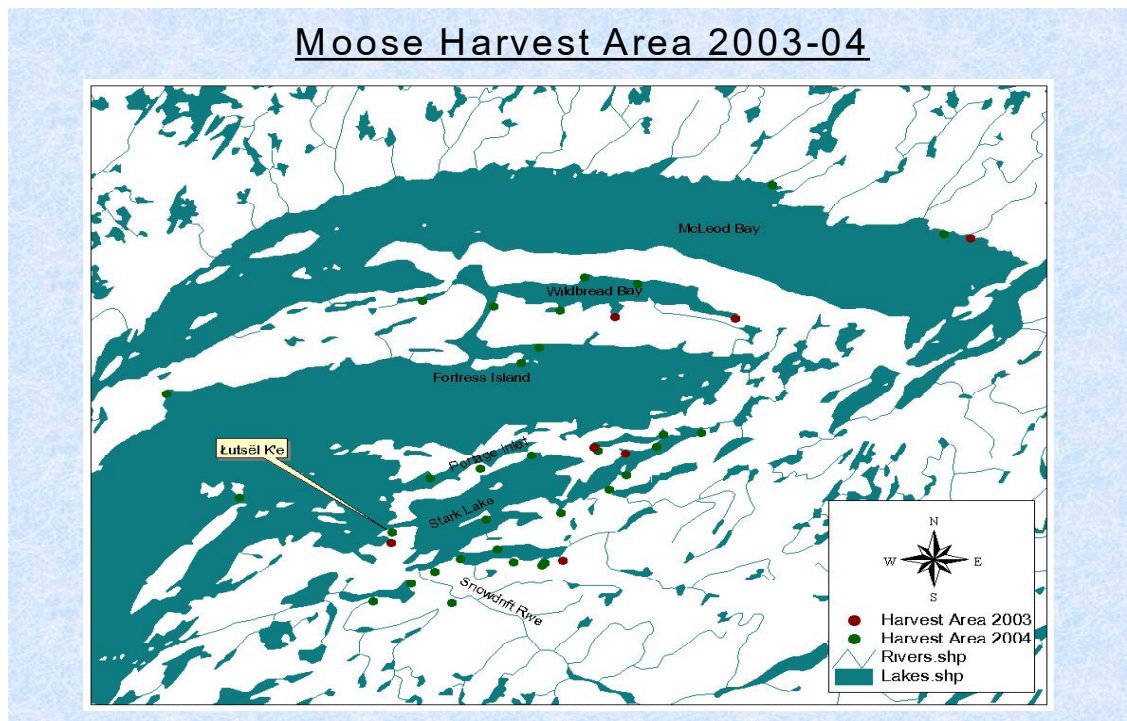 Moose Harvest Area 2003-04
McLeod Bay
Wildbread Bay
Fortress Island
Łutsël K'e
Portage Inlet
Stark Lake
Snowdrift Rwe
N
W E
S
Harvest Area 2003
Harvest Area 2004
Rivers.shp
Lakes.shp